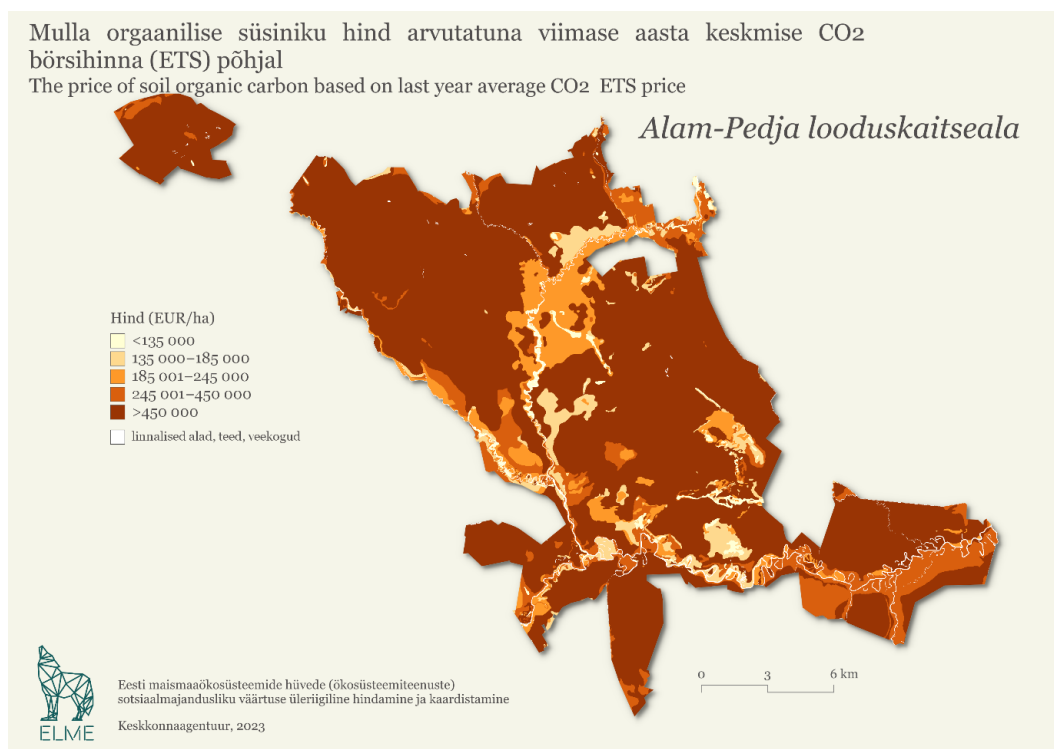 Mulla orgaanilise süsiniku hind arvutatuna viimase aasta keskmise CO2
börsihinna (ETS) põhjal
The price of soil organic carbon based on last year average CO2 ETS price
Alam-Pedja looduskaitseala
Hind (EUR/ha)
<135 000
135 000–185 000
185 001–245 000
245 001–450 000
>450 000
linnalised alad, teed, veekogud
0 3 6 km
Eesti maismaaökosüsteemide hüvede (ökosüsteemiteenuste)
sotsiaalmajandusliku väärtuse üleriigiline hindamine ja kaardistamine
Keskkonnaagentuur, 2023
ELME